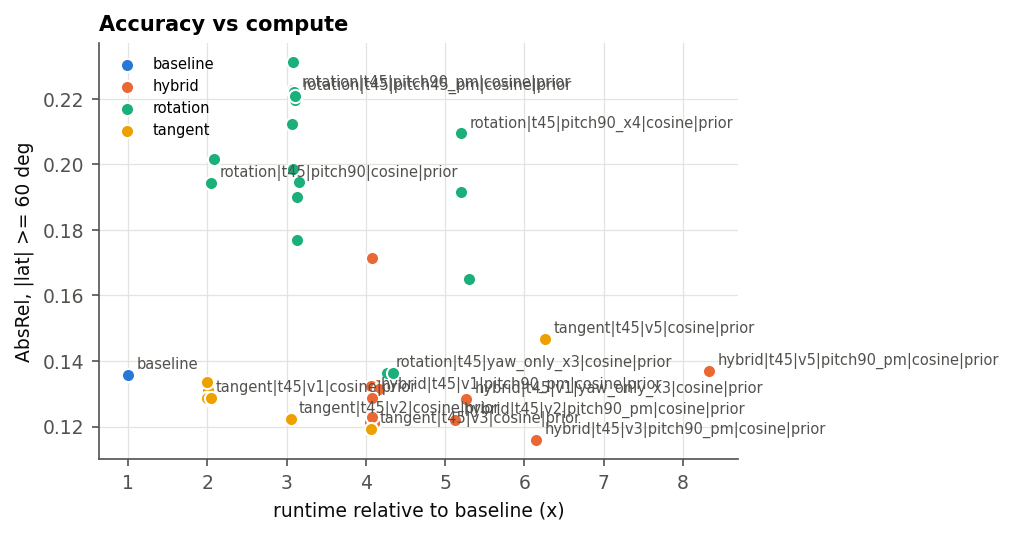 Accuracy vs compute
baseline
hybrid
rotation
tangent
rotation|t45|pitch90_pm|cosine|prior
rotation|t45|pitch45_pm|cosine|prior
rotation|t45|pitch90_x4|cosine|prior
rotation|t45|pitch90|cosine|prior
tangent|t45|v5|cosine|prior
hybrid|t45|v5|pitch90_pm|cosine|prior
baseline
rotation|t45|yaw_only_x3|cosine|prior
tangent|t45|v1|cosine|prior
hybrid|t45|v1|pitch90_pm|cosine|prior
hybrid|t45|v1|yaw_only_x3|cosine|prior
tangent|t45|v2|cosine|prior
hybrid|t45|v2|pitch90_pm|cosine|prior
tangent|t45|v3|cosine|prior
hybrid|t45|v3|pitch90_pm|cosine|prior
0.22
0.20
0.18
0.16
0.14
0.12
AbsRel, ||lat| >= 60 deg
1 2 3 4 5 6 7 8
runtime relative to baseline (x)